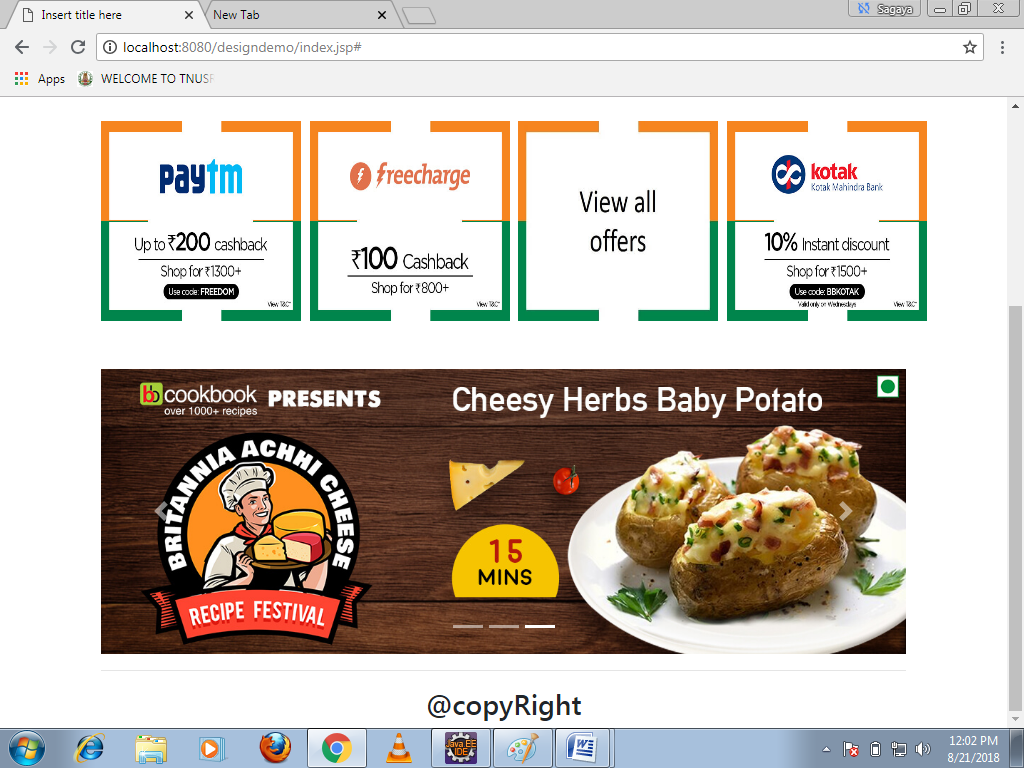 Insert title here
New Tab
Sagaya
localhost:8080/designdemo/index.jsp#
Apps
WELCOME TO TNUSF
paytm
Up to ₹200 cashback
Shop for ₹1300+
Use code: FREEDOM
View T&C*
freecharge
₹100 Cashback
Shop for ₹800+
View T&C*
View all
offers
kotak
Kotak Mahindra Bank
10% Instant discount
Shop for ₹1500+
Use code: BBKOTAK
Valid only on Wednesdays
View T&C*
bb cookbook PRESENTS
over 1000+ recipes
BRITANNIA ACHHI CHEESE
RECIPE FESTIVAL
Cheesy Herbs Baby Potato
15
MINS
@copyRight
Java EE
IDE
12:02 PM
8/21/2018